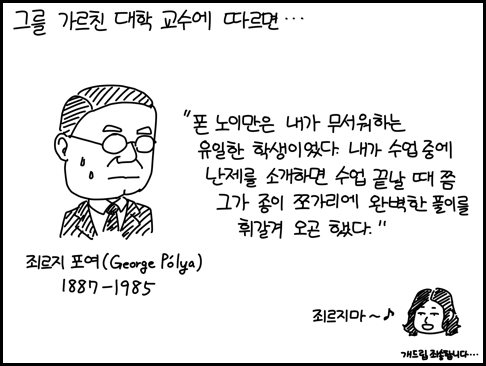 그를 가르친 대학 교수에 따르면…
"폰 노이만은 내가 무서워하는
유일한 학생이었다. 내가 수업 중에
난제를 소개하면 수업 끝날 때 쯤
그가 종이 쪼가리에 완벽한 풀이를
휘갈겨 오곤 했다."
죄르지 포여(George Pólya)
1887-1985
죄르지마~♪
개드립 죄송합니다…